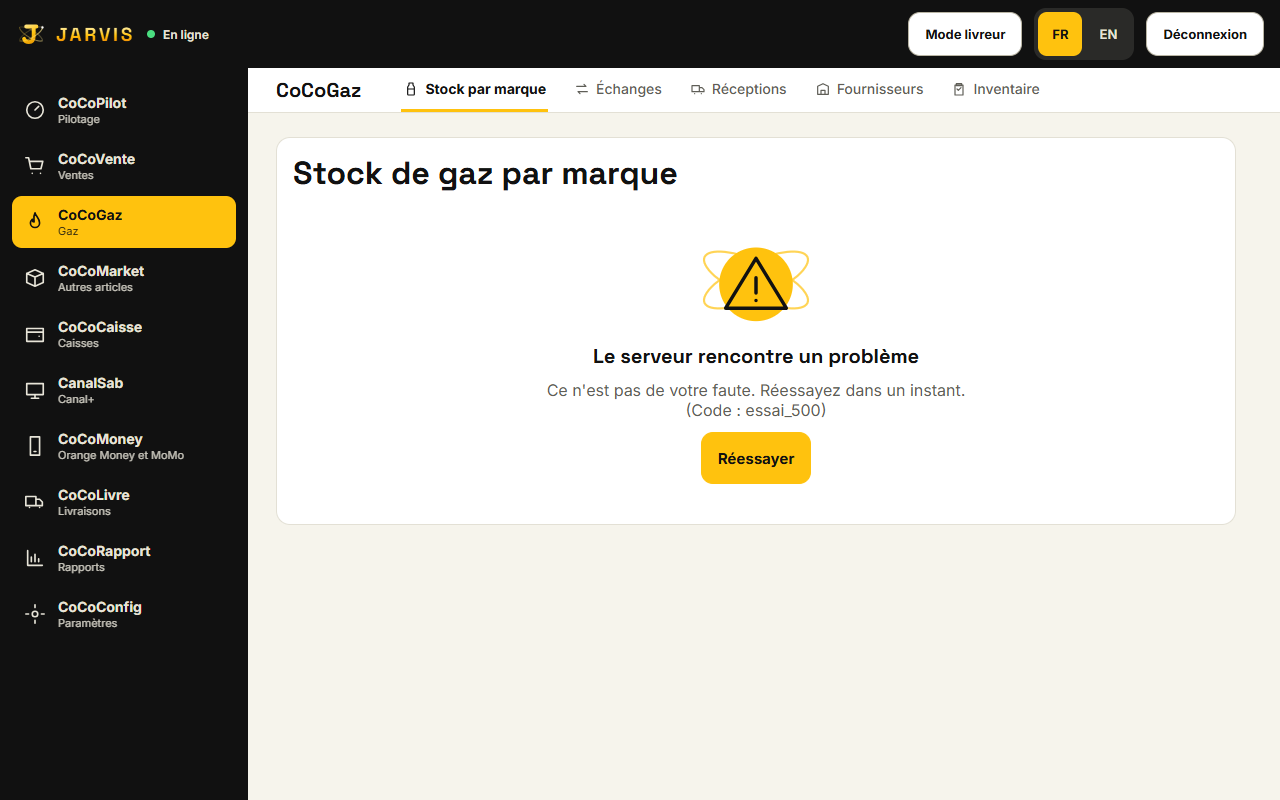 JARVIS
En ligne
Mode livreur
FR
EN
Déconnexion
CoCoPilot
Pilotage
CoCoVente
Ventes
CoCoGaz
Gaz
CoCoMarket
Autres articles
CoCoCaisse
Caisses
CanalSab
Canal+
CoCoMoney
Orange Money et MoMo
CoCoLivre
Livraisons
CoCoRapport
Rapports
CoCoConfig
Paramètres
CoCoGaz
Stock par marque
Échanges
Réceptions
Fournisseurs
Inventaire
Stock de gaz par marque
Le serveur rencontre un problème
Ce n'est pas de votre faute. Réessayez dans un instant.
(Code : essai_500)
Réessayer